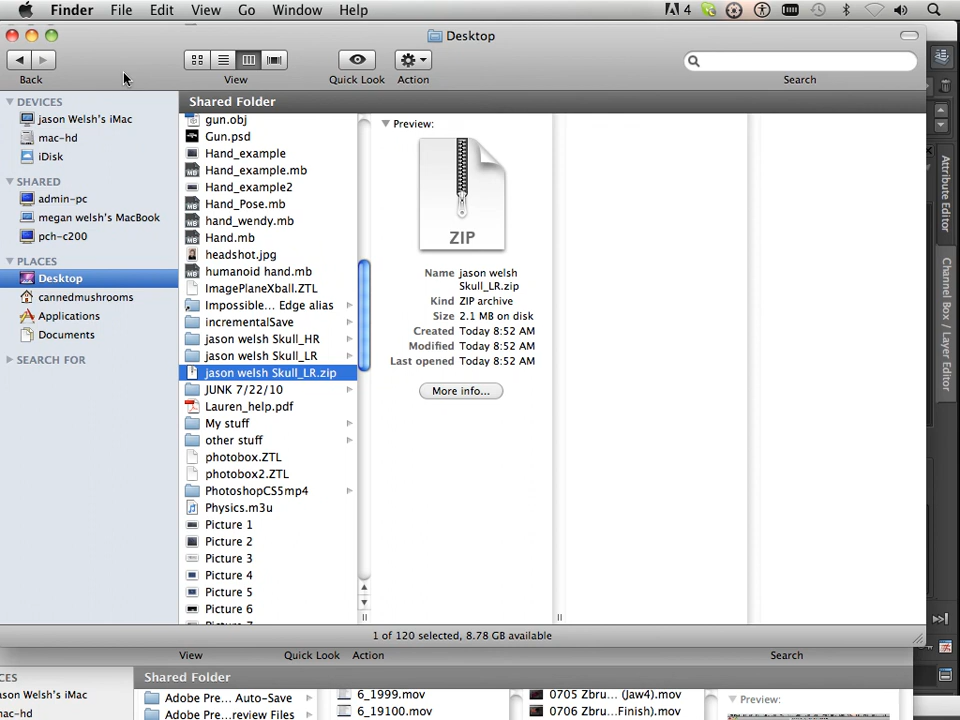 Finder File Edit View Go Window Help 4
Desktop
Back View Quick Look Action Search
DEVICES
jason Welsh's iMac
mac-hd
iDisk
SHARED
admin-pc
megan welsh's MacBook
pch-c200
PLACES
Desktop
cannedmushrooms
Applications
Documents
SEARCH FOR
Shared Folder
gun.obj
Gun.psd
Hand_example
Hand_example.mb
Hand_example2
Hand_Pose.mb
hand_wendy.mb
Hand.mb
headshot.jpg
humanoid hand.mb
ImagePlaneXball.ZTL
Impossible... Edge alias
incrementalSave
jason welsh Skull_HR
jason welsh Skull_LR
jason welsh Skull_LR.zip
JUNK 7/22/10
Lauren_help.pdf
My stuff
other stuff
photobox.ZTL
photobox2.ZTL
PhotoshopCS5mp4
Physics.m3u
Picture 1
Picture 2
Picture 3
Picture 4
Picture 5
Picture 6
Preview:
ZIP
Name jason welsh
Skull_LR.zip
Kind ZIP archive
Size 2.1 MB on disk
Created Today 8:52 AM
Modified Today 8:52 AM
Last opened Today 8:52 AM
More info...
1 of 120 selected, 8.78 GB available
Attribute Editor
Channel Box / Layer Editor
View Quick Look Action Search
CES
Shared Folder
ason Welsh's iMac
ac-hd
Adobe Pre... Auto-Save
Adobe Pre...review Files
6_1999.mov
6_19100.mov
0705 Zbru... (Jaw4).mov
0706 Zbru...Finish).mov
Preview: